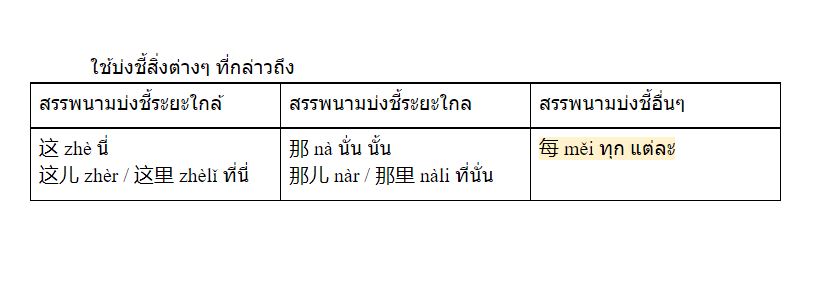 ใช้บ่งชี้สิ่งต่างๆ ที่กล่าวถึง
สรรพนามบ่งชี้ระยะใกล้
สรรพนามบ่งชี้ระยะใกล
สรรพนามบ่งชี้อื่นๆ
这 zhè นี่
这儿 zhèr / 这里 zhèlǐ ที่นี่
那 nà นั่น นั้น
那儿 nàr / 那里 nàli ที่นั่น
每 měi ทุก แต่ละ